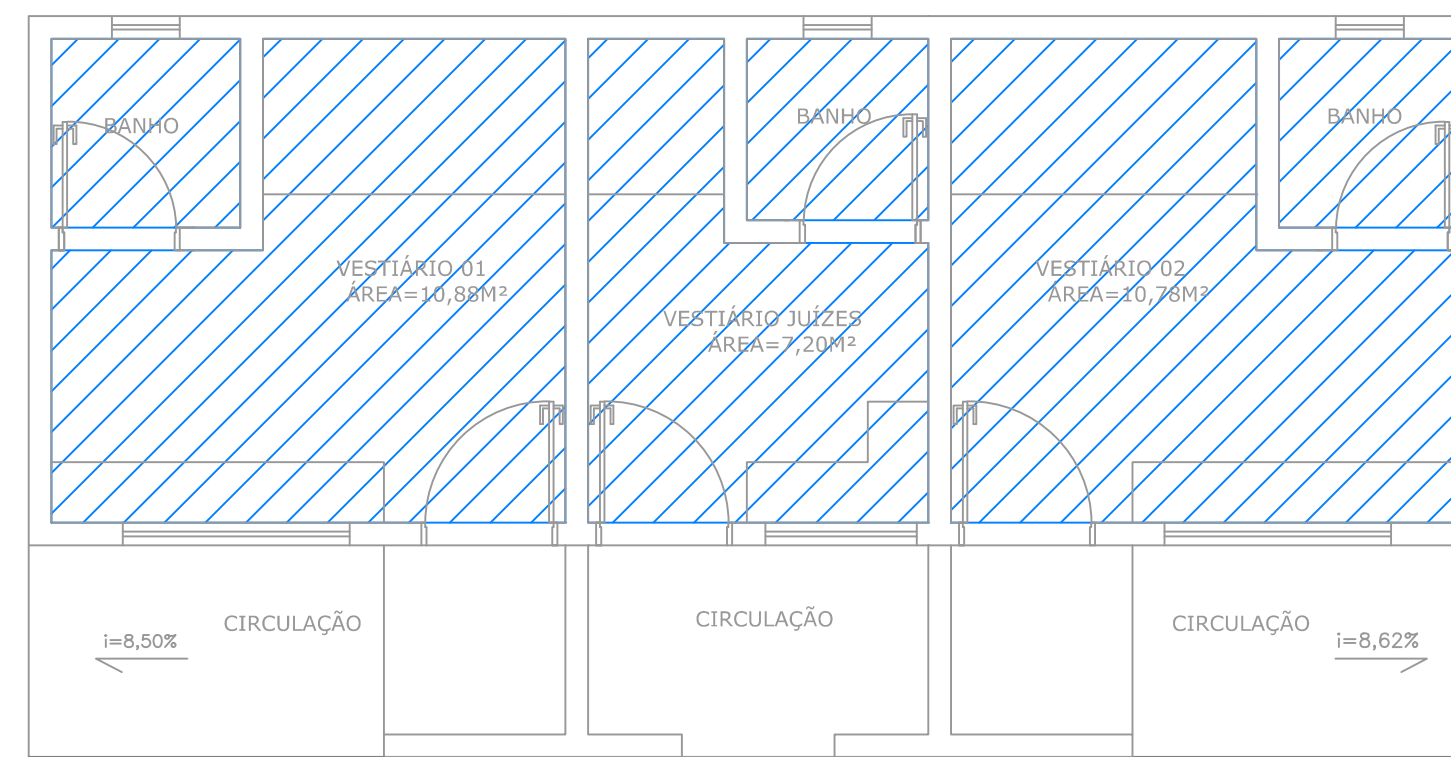 BANHO
BANHO
BANHO
VESTIÁRIO 01
ÁREA=10,88M²
VESTIÁRIO JUÍZES
ÁREA=7,20M²
VESTIÁRIO 02
ÁREA=10,78M²
CIRCULAÇÃO
i=8,50%
CIRCULAÇÃO
CIRCULAÇÃO
i=8,62%